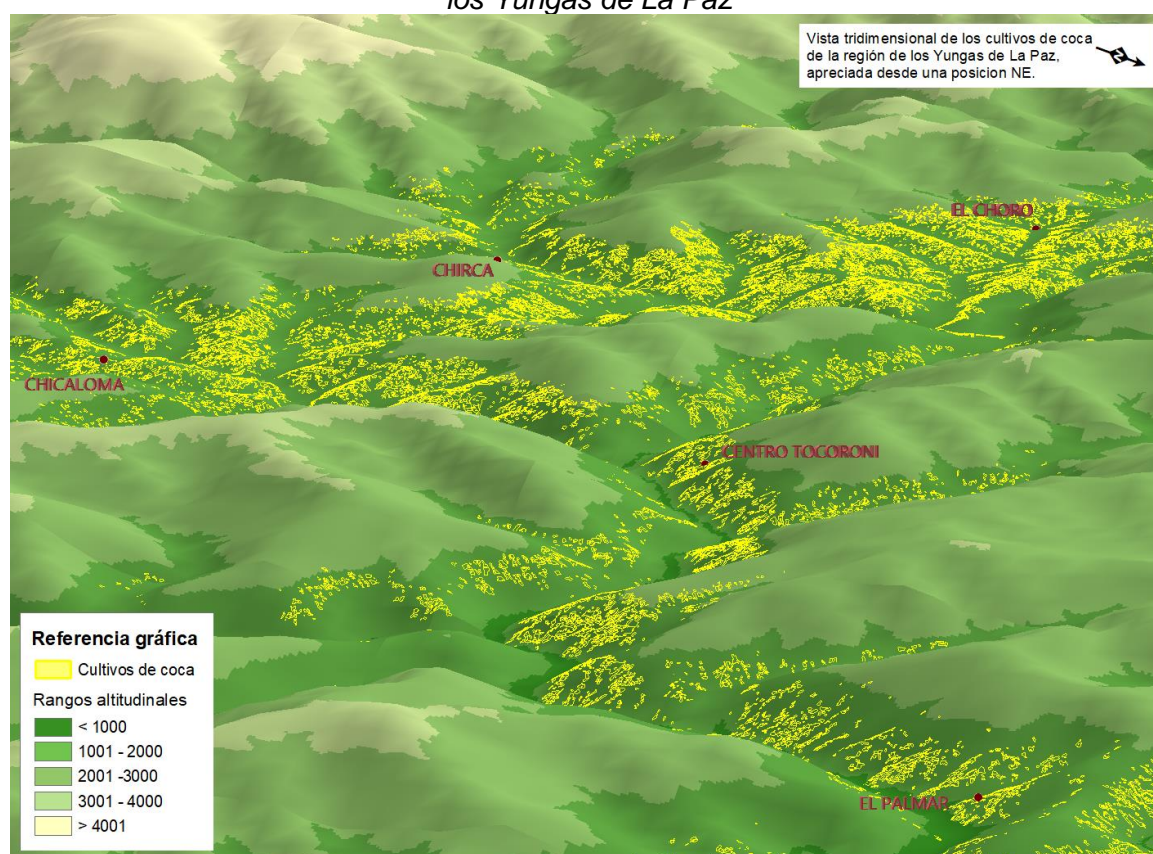 los Yungas de La Paz
Vista tridimensional de los cultivos de coca
de la región de los Yungas de La Paz,
apreciada desde una posicion NE.
N
EL CHORO
CHIRCA
CHICALOMA
CENTRO TOCORONI
EL PALMAR
Referencia gráfica
Cultivos de coca
Rangos altitudinales
< 1000
1001 - 2000
2001 -3000
3001 - 4000
> 4001